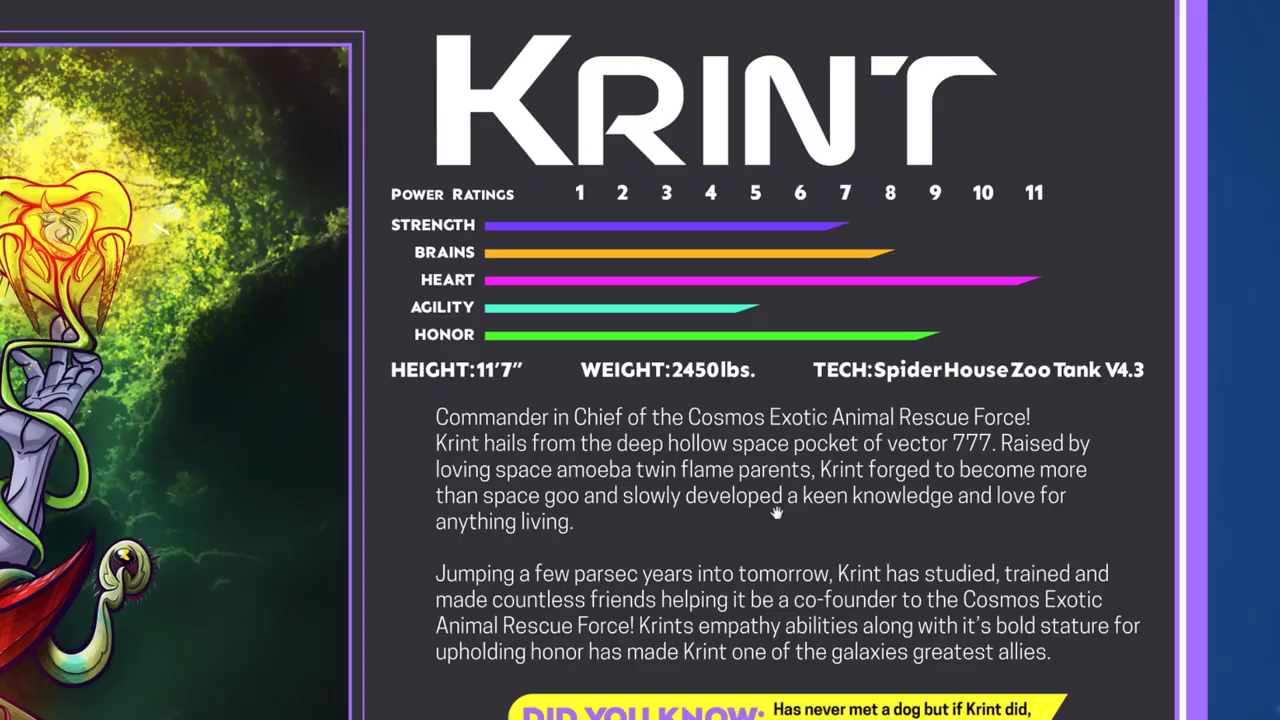 KRINT
POWER RATINGS 1 2 3 4 5 6 7 8 9 10 11
STRENGTH
BRAINS
HEART
AGILITY
HONOR
HEIGHT: 11'7" WEIGHT: 2450 lbs. TECH: Spider House Zoo Tank V4.3
Commander in Chief of the Cosmos Exotic Animal Rescue Force!
Krint hails from the deep hollow space pocket of vector 777. Raised by
loving space amoeba twin flame parents, Krint forged to become more
than space goo and slowly developed a keen knowledge and love for
anything living.
Jumping a few parsec years into tomorrow, Krint has studied, trained and
made countless friends helping it be a co-founder to the Cosmos Exotic
Animal Rescue Force! Krints empathy abilities along with it's bold stature for
upholding honor has made Krint one of the galaxies greatest allies.
DID YOU KNOW: Has never met a dog but if Krint did,